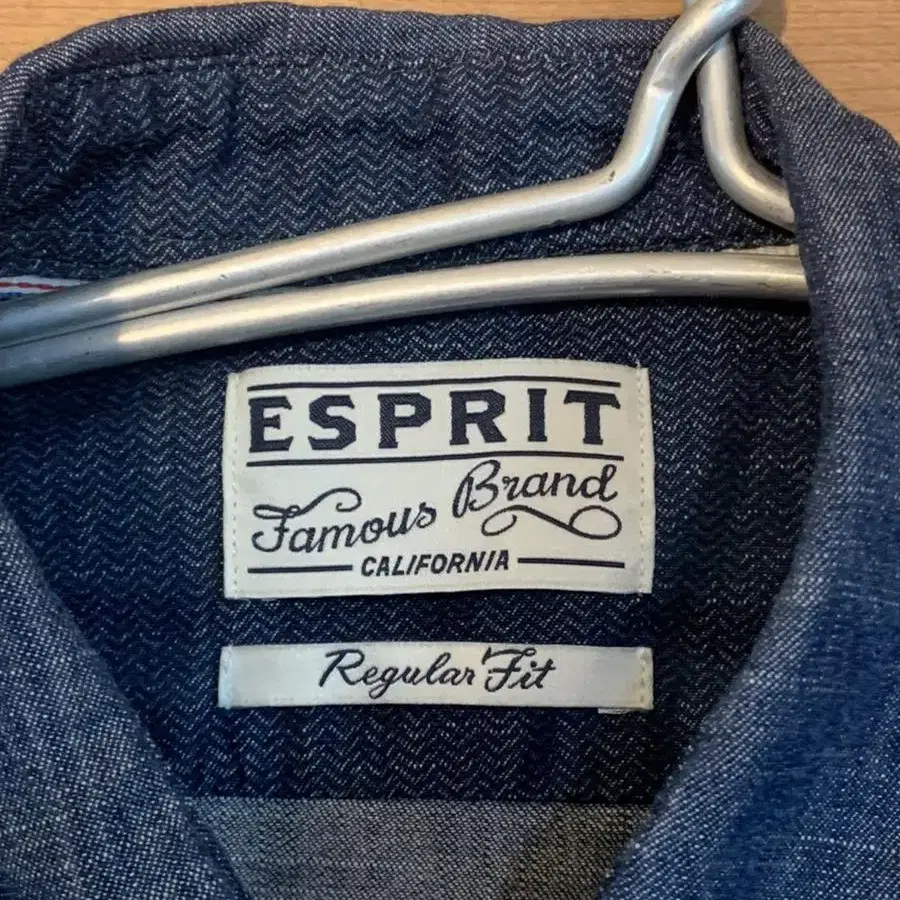 ESPRIT
Famous Brand
CALIFORNIA
Regular Fit